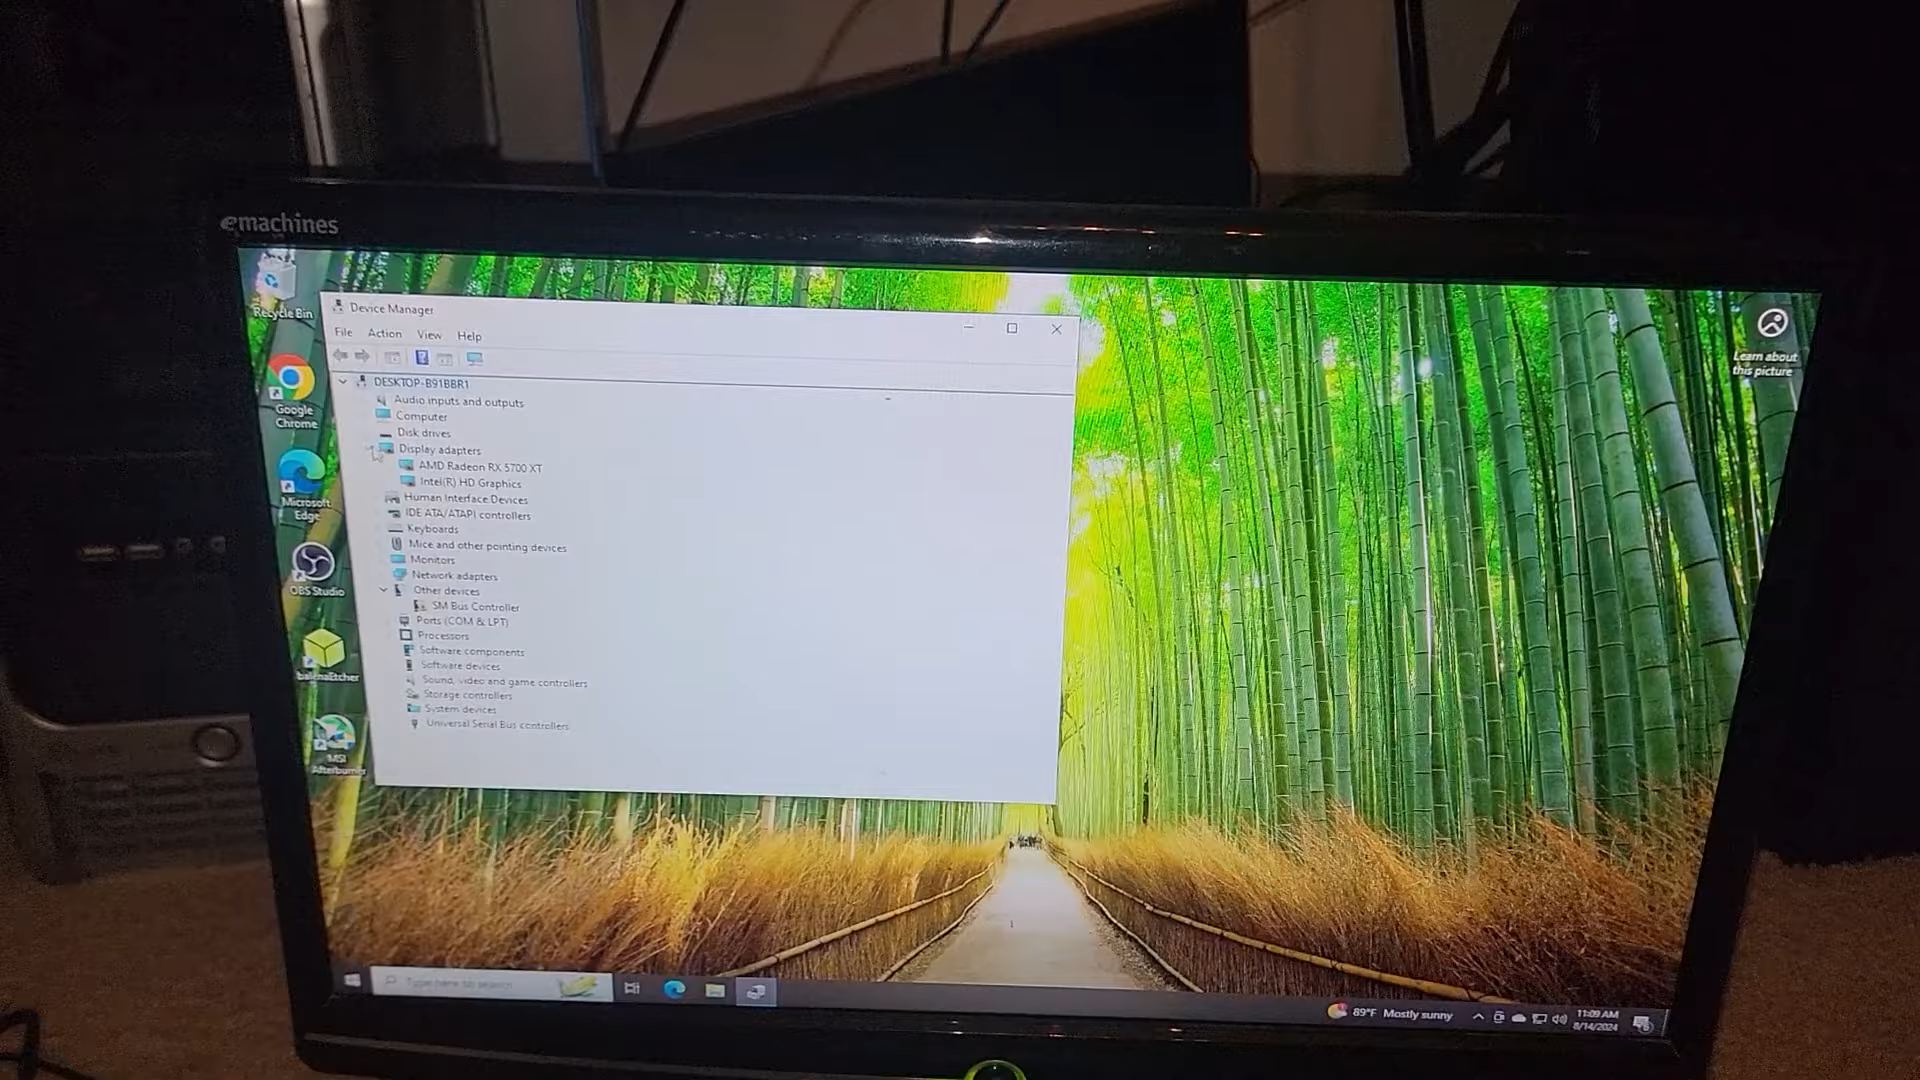 emachines
Recycle Bin
Google
Chrome
Microsoft
Edge
OBS Studio
balenaEtcher
MSI
Afterburner
Device Manager
File Action View Help
DESKTOP-B91BBR1
Audio inputs and outputs
Computer
Disk drives
Display adapters
AMD Radeon RX 5700 XT
Intel(R) HD Graphics
Human Interface Devices
IDE ATA/ATAPI controllers
Keyboards
Mice and other pointing devices
Monitors
Network adapters
Other devices
SM Bus Controller
Ports (COM & LPT)
Processors
Software components
Software devices
Sound, video and game controllers
Storage controllers
System devices
Universal Serial Bus controllers
Learn about
this picture
Type here to search
89°F Mostly sunny
11:09 AM
8/14/2024